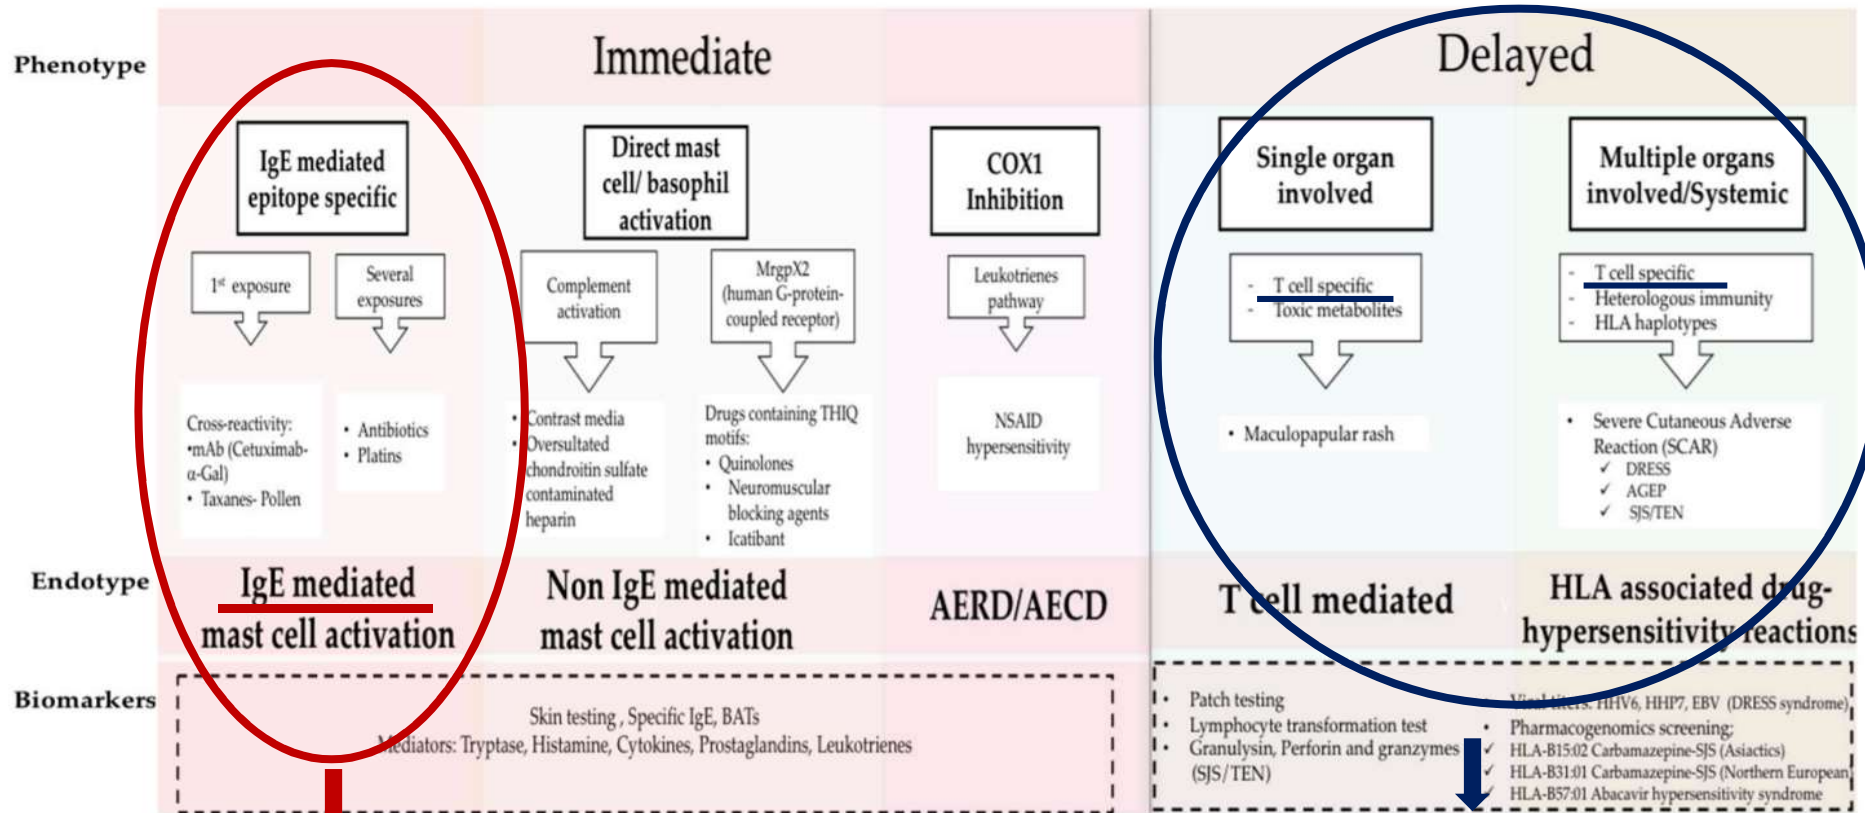 Phenotype
Immediate
Delayed
IgE mediated
epitope specific
Direct mast
cell/ basophil
activation
COX1
Inhibition
Single organ
involved
Multiple organs
involved/Systemic
1st exposure
Several
exposures
Complement
activation
MrgpX2
(human G-protein-
coupled receptor)
Leukotrienes
pathway
- T cell specific
- Toxic metabolites
- T cell specific
- Heterologous immunity
- HLA haplotypes
Cross-reactivity:
•mAb (Cetuximab-
α-Gal)
• Taxanes- Pollen
• Antibiotics
• Platins
• Contrast media
• Oversultated
chondroitin sulfate
contaminated
heparin
Drugs containing THIQ
motifs:
• Quinolones
• Neuromuscular
blocking agents
• Icatibant
NSAID
hypersensitivity
• Maculopapular rash
• Severe Cutaneous Adverse
Reaction (SCAR)
✓ DRESS
✓ AGEP
✓ SJS/TEN
Endotype
IgE mediated
mast cell activation
Non IgE mediated
mast cell activation
AERD/AECD
T cell mediated
HLA associated drug-
hypersensitivity reactions
Biomarkers
Skin testing , Specific IgE, BATs
Mediators: Tryptase, Histamine, Cytokines, Prostaglandins, Leukotrienes
• Patch testing
• Lymphocyte transformation test
• Granulysin, Perforin and granzymes
(SJS/TEN)
• Viral titers: HHV6, HHP7, EBV (DRESS syndrome)
• Pharmacogenomics screening:
✓ HLA-B15:02 Carbamazepine-SJS (Asiactics)
✓ HLA-B31:01 Carbamazepine-SJS (Northern European)
✓ HLA-B57:01 Abacavir hypersensitivity syndrome